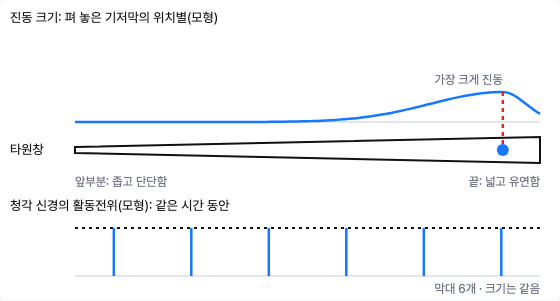 진동 크기: 펴 놓은 기저막의 위치별(모형)
가장 크게 진동
타원창
앞부분: 좁고 단단함
끝: 넓고 유연함
청각 신경의 활동전위(모형): 같은 시간 동안
막대 6개 · 크기는 같음